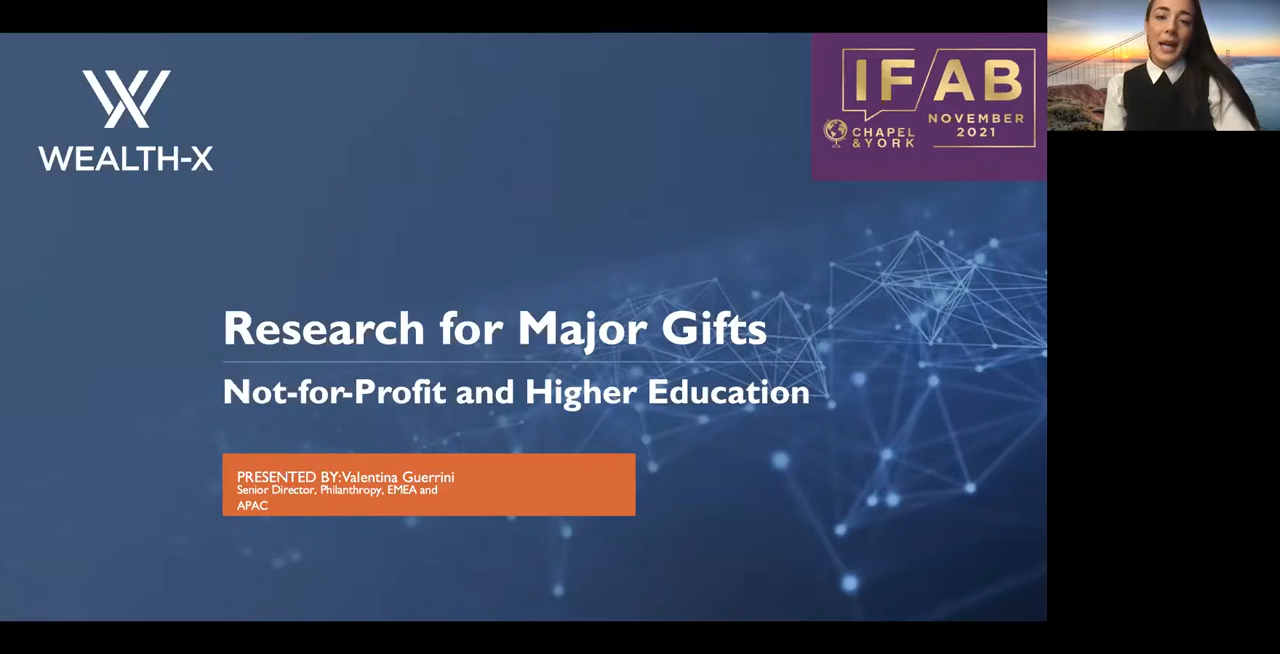 WEALTH-X
IF/AB
NOVEMBER
2021
CHAPEL
&YORK
Research for Major Gifts
Not-for-Profit and Higher Education
PRESENTED BY:Valentina Guerrini
Senior Director, Philanthropy, EMEA and
APAC